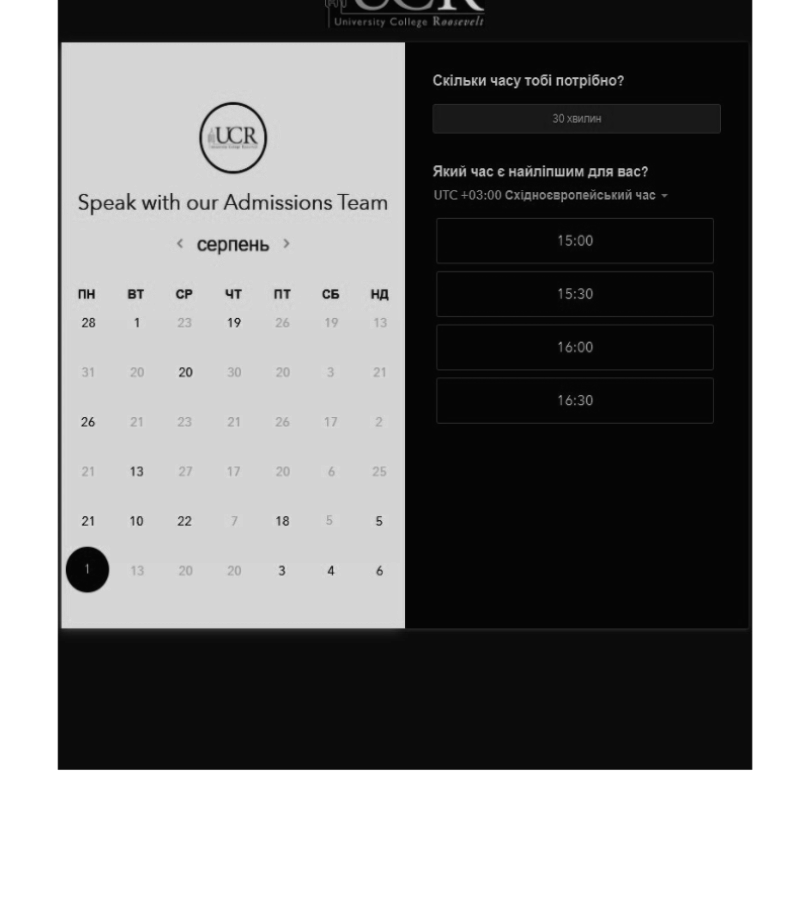 UCR
University College Roosevelt
UCR
Speak with our Admissions Team
< серпень >
ПН ВТ СР ЧТ ПТ СБ НД
28 1 23 19 26 19 13
31 20 20 30 20 3 21
26 21 23 21 26 17 2
21 13 27 17 20 6 25
21 10 22 7 18 5 5
1 13 20 20 3 4 6
Скільки часу тобі потрібно?
30 хвилин
Який час є найліпшим для вас?
UTC +03:00 Східноєвропейський час
15:00
15:30
16:00
16:30